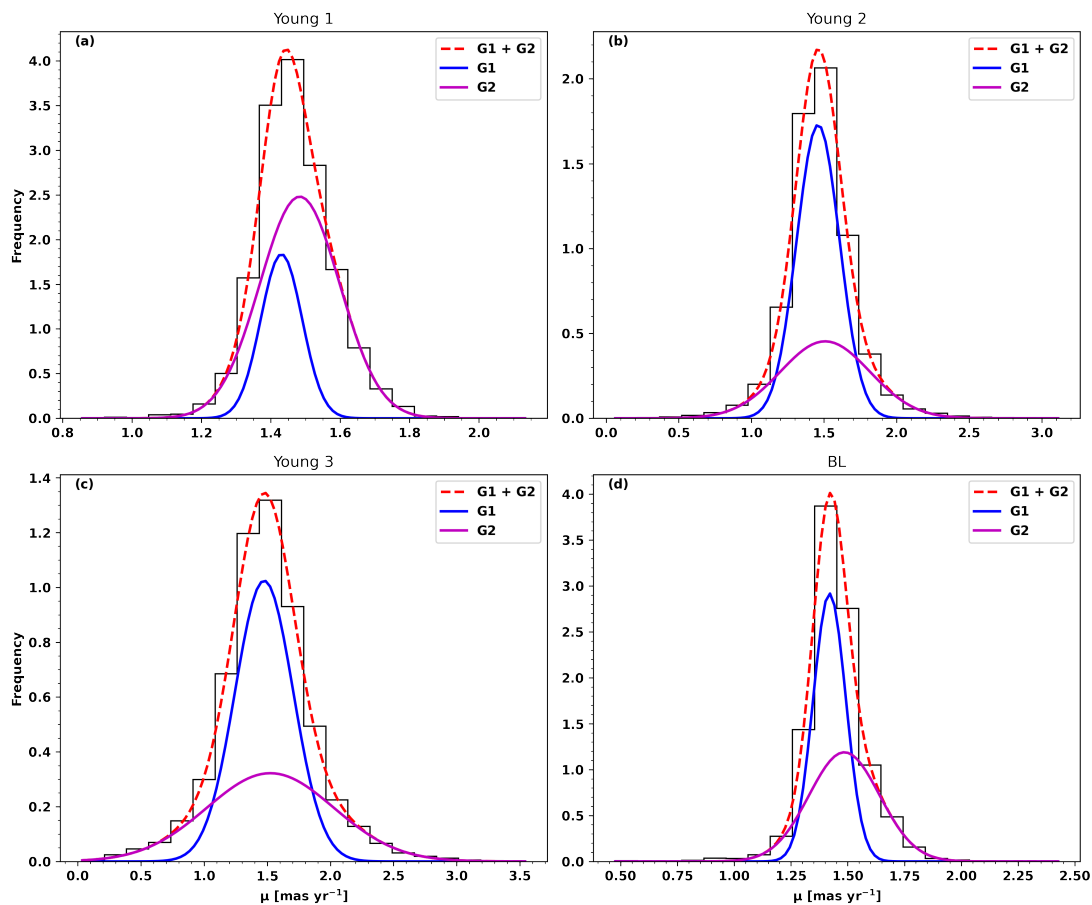 Young 1
(a)
G1 + G2
G1
G2
4.0
3.5
3.0
2.5
2.0
1.5
1.0
0.5
0.0
Frequency
0.8 1.0 1.2 1.4 1.6 1.8 2.0
Young 2
(b)
G1 + G2
G1
G2
2.0
1.5
1.0
0.5
0.0
0.0 0.5 1.0 1.5 2.0 2.5 3.0
Young 3
(c)
G1 + G2
G1
G2
1.4
1.2
1.0
0.8
0.6
0.4
0.2
0.0
Frequency
0.0 0.5 1.0 1.5 2.0 2.5 3.0 3.5
μ [mas yr⁻¹]
BL
(d)
G1 + G2
G1
G2
4.0
3.5
3.0
2.5
2.0
1.5
1.0
0.5
0.0
0.50 0.75 1.00 1.25 1.50 1.75 2.00 2.25 2.50
μ [mas yr⁻¹]